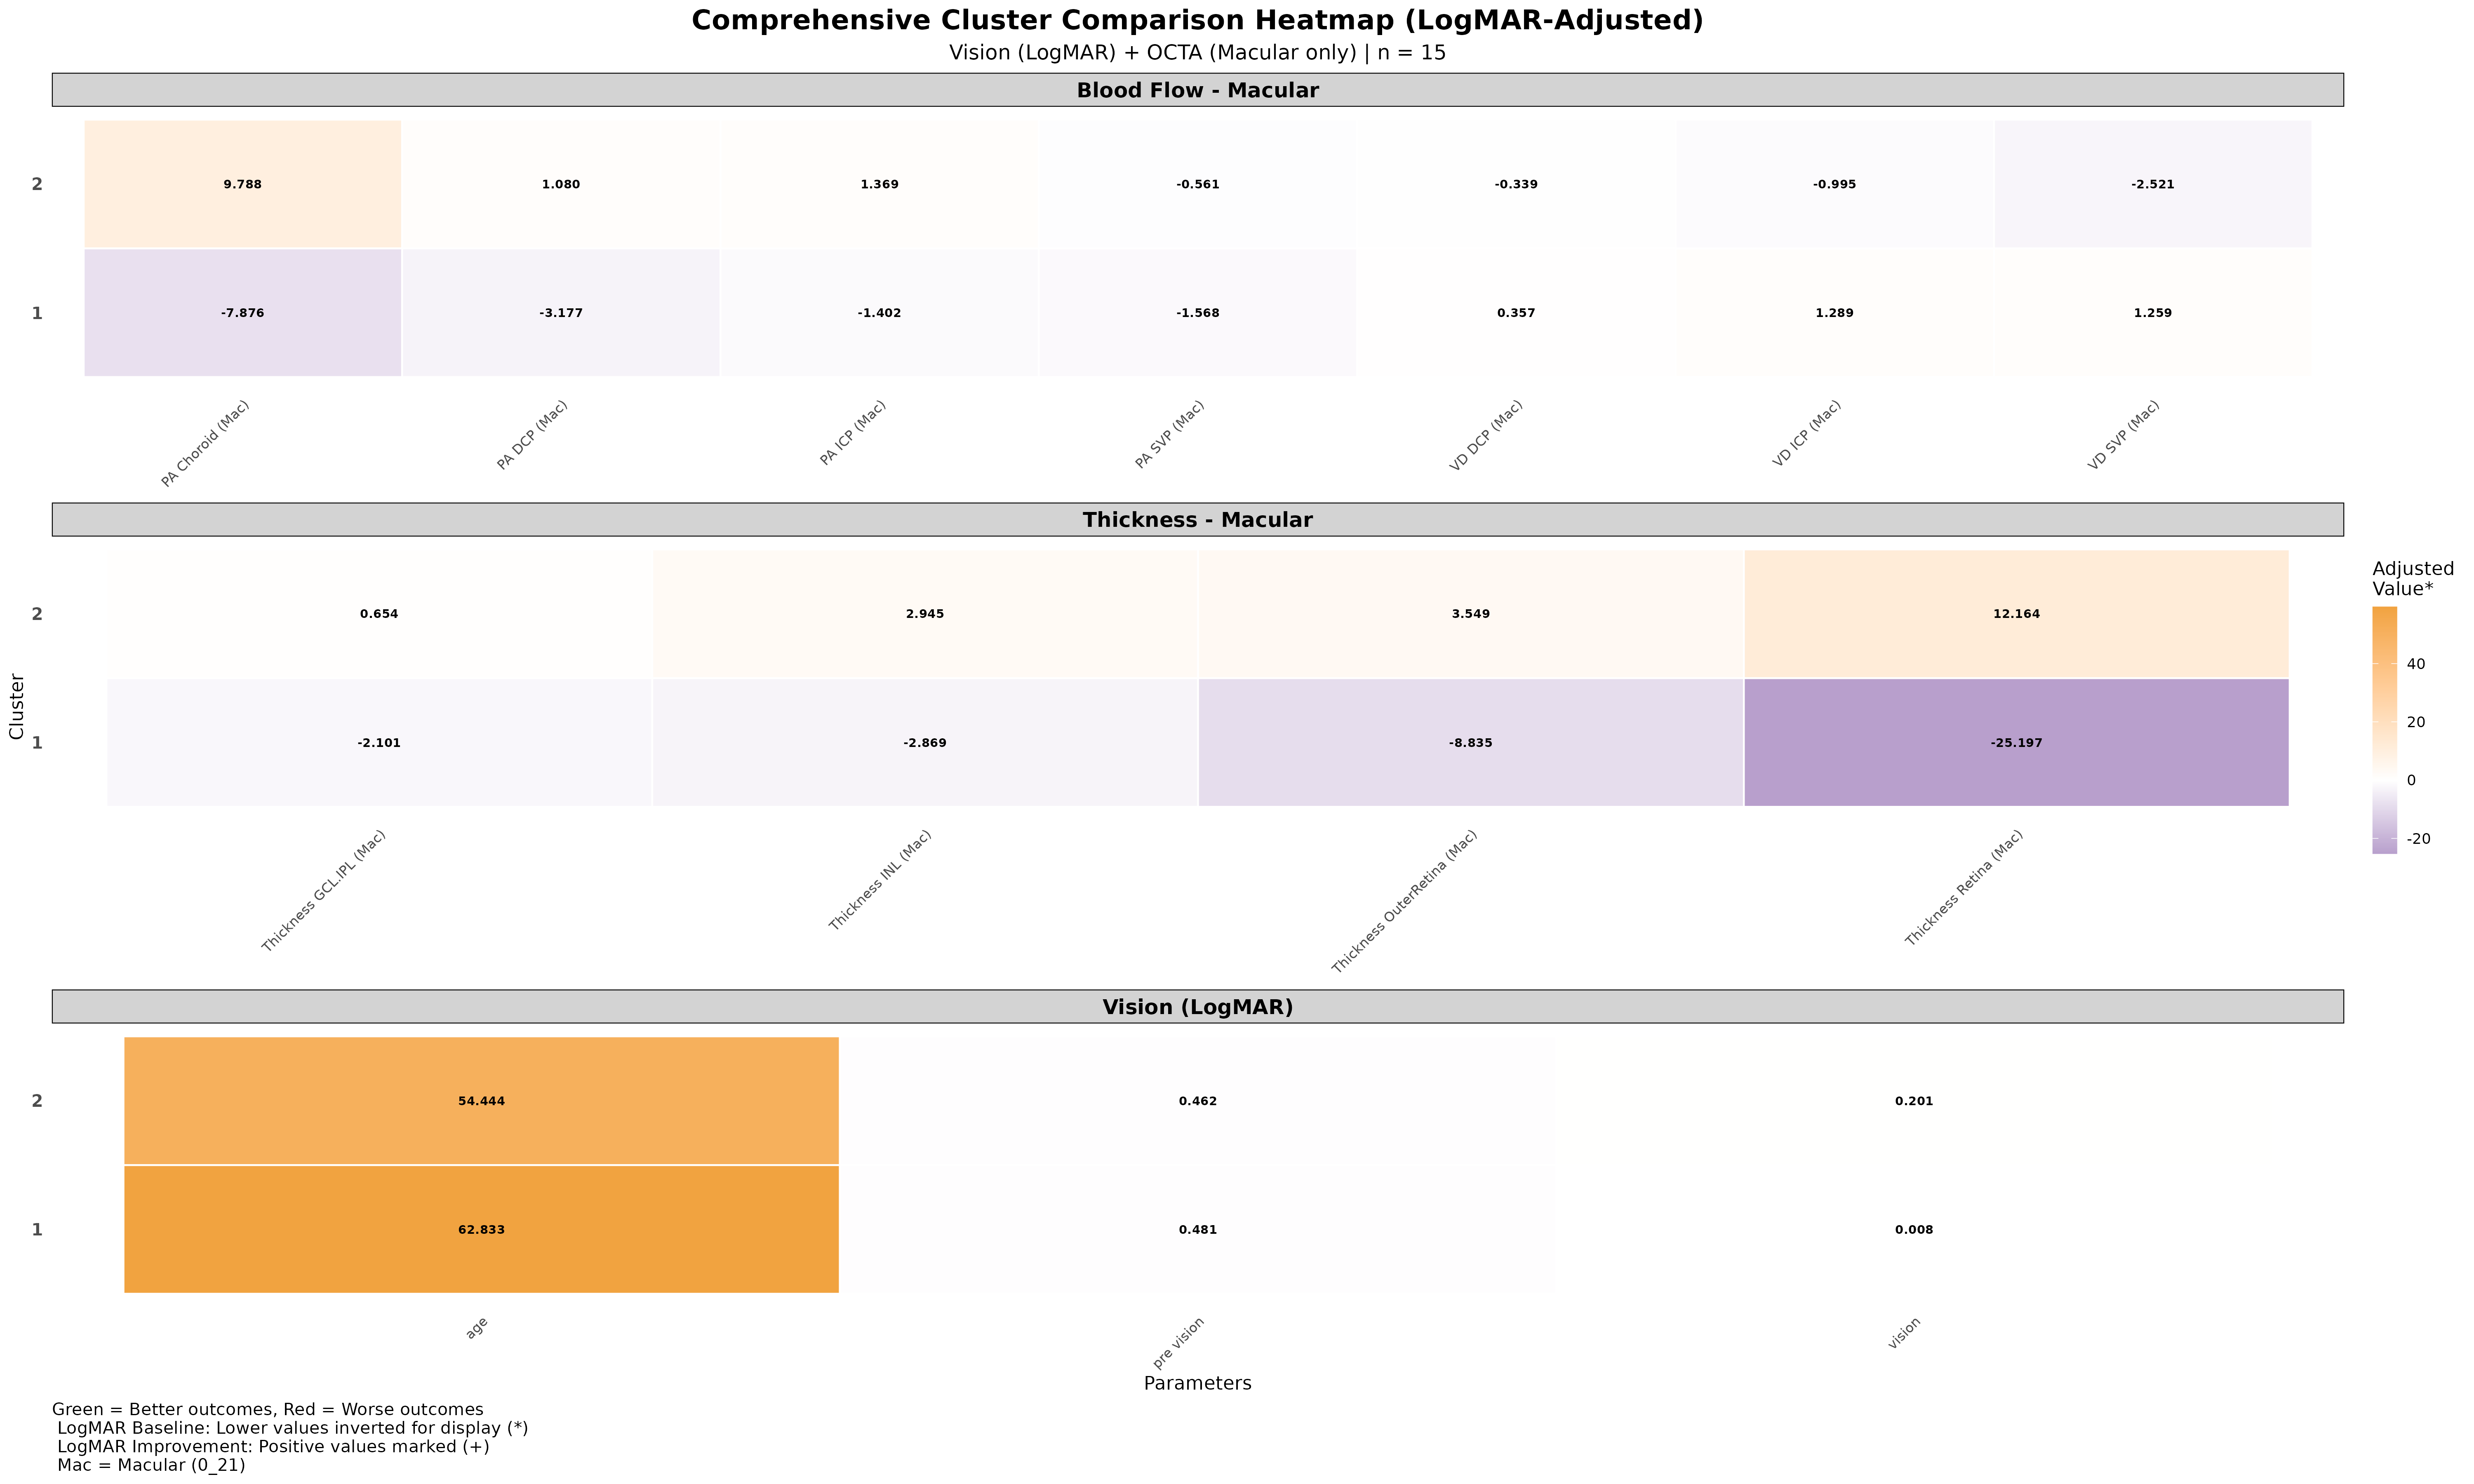 Comprehensive Cluster Comparison Heatmap (LogMAR-Adjusted)
Vision (LogMAR) + OCTA (Macular only) | n = 15
Blood Flow - Macular
2
9.788
1.080
1.369
-0.561
-0.339
-0.995
-2.521
1
-7.876
-3.177
-1.402
-1.568
0.357
1.289
1.259
PA Choroid (Mac)
PA DCP (Mac)
PA ICP (Mac)
PA SVP (Mac)
VD DCP (Mac)
VD ICP (Mac)
VD SVP (Mac)
Thickness - Macular
2
0.654
2.945
3.549
12.164
1
-2.101
-2.869
-8.835
-25.197
Thickness GCL.IPL (Mac)
Thickness INL (Mac)
Thickness OuterRetina (Mac)
Thickness Retina (Mac)
Cluster
Adjusted
Value*
40
20
0
-20
Vision (LogMAR)
2
54.444
0.462
0.201
1
62.833
0.481
0.008
age
pre vision
vision
Parameters
Green = Better outcomes, Red = Worse outcomes
LogMAR Baseline: Lower values inverted for display (*)
LogMAR Improvement: Positive values marked (+)
Mac = Macular (0_21)